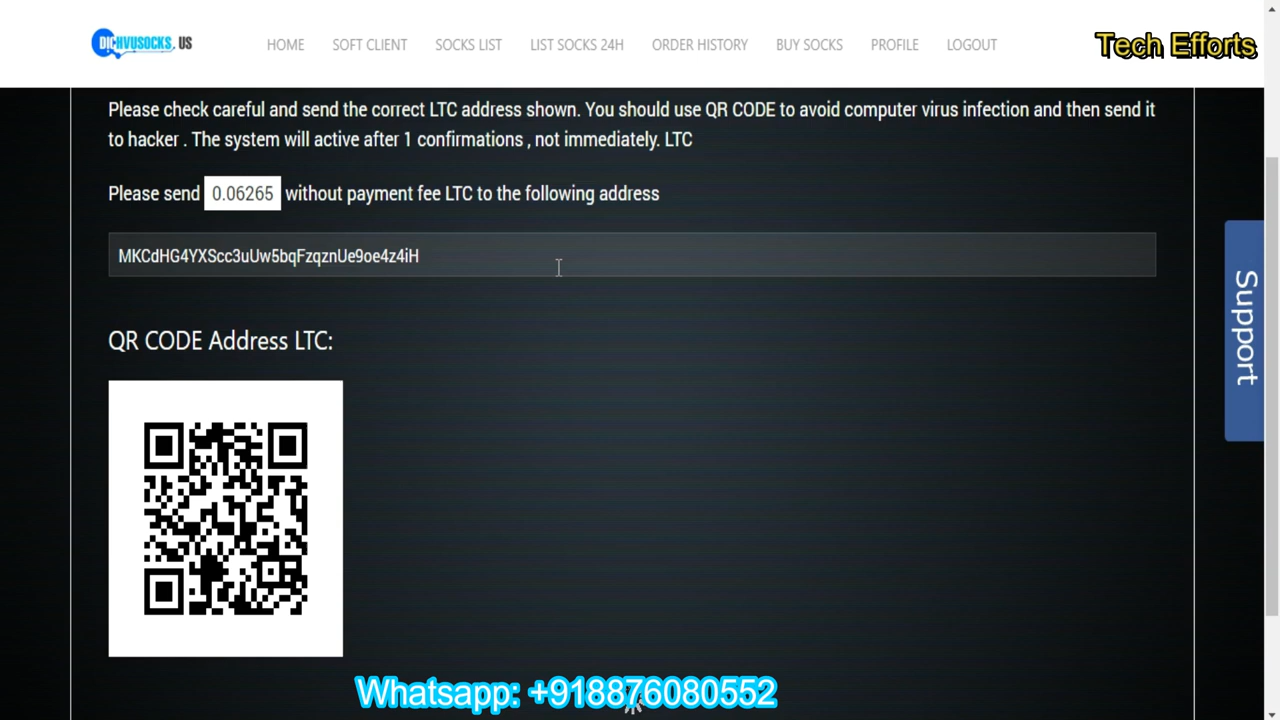 DICHVUSOCKS. US
HOME
SOFT CLIENT
SOCKS LIST
LIST SOCKS 24H
ORDER HISTORY
BUY SOCKS
PROFILE
LOGOUT
Tech Efforts
Please check careful and send the correct LTC address shown. You should use QR CODE to avoid computer virus infection and then send it
to hacker . The system will active after 1 confirmations , not immediately. LTC
Please send 0.06265 without payment fee LTC to the following address
MKCdHG4YXScc3uUw5bqFzqznUe9oe4z4iH
Support
QR CODE Address LTC:
Whatsapp: +918876080552